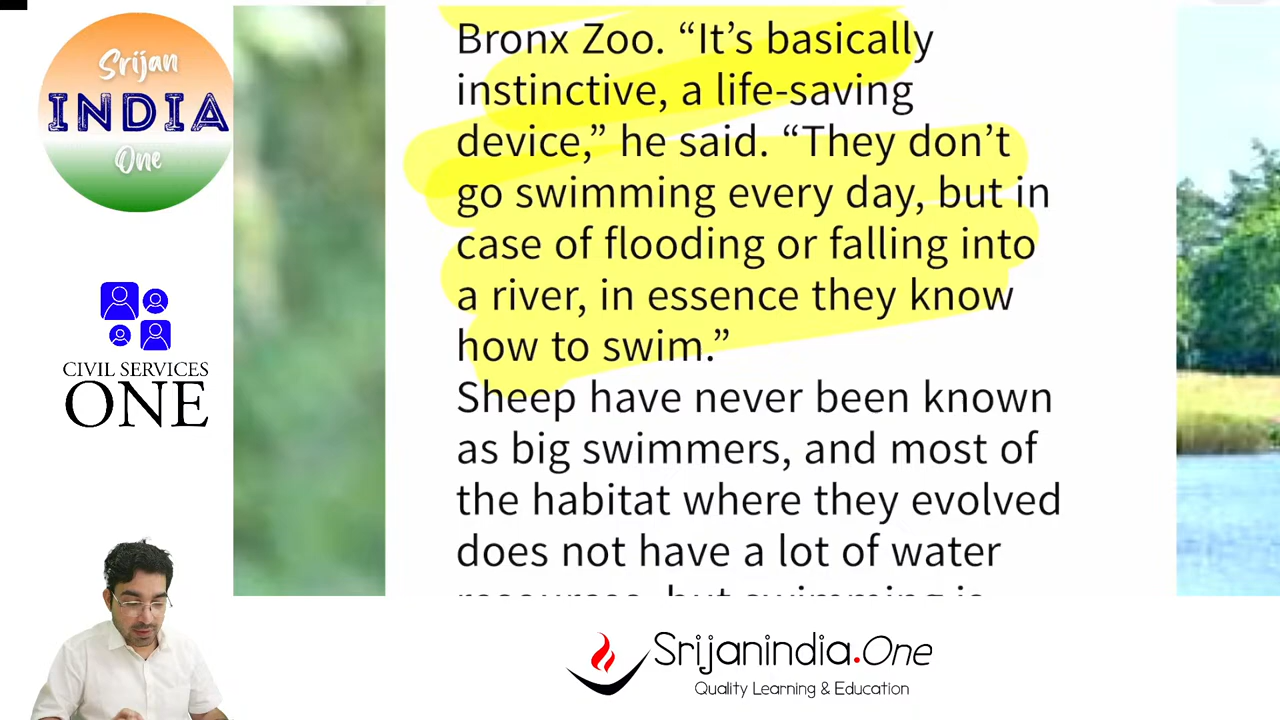 Srijan
INDIA
One
CIVIL SERVICES
ONE
Bronx Zoo. “It’s basically
instinctive, a life-saving
device,” he said. “They don’t
go swimming every day, but in
case of flooding or falling into
a river, in essence they know
how to swim.”
Sheep have never been known
as big swimmers, and most of
the habitat where they evolved
does not have a lot of water
Srijanindia.One
Quality Learning & Education